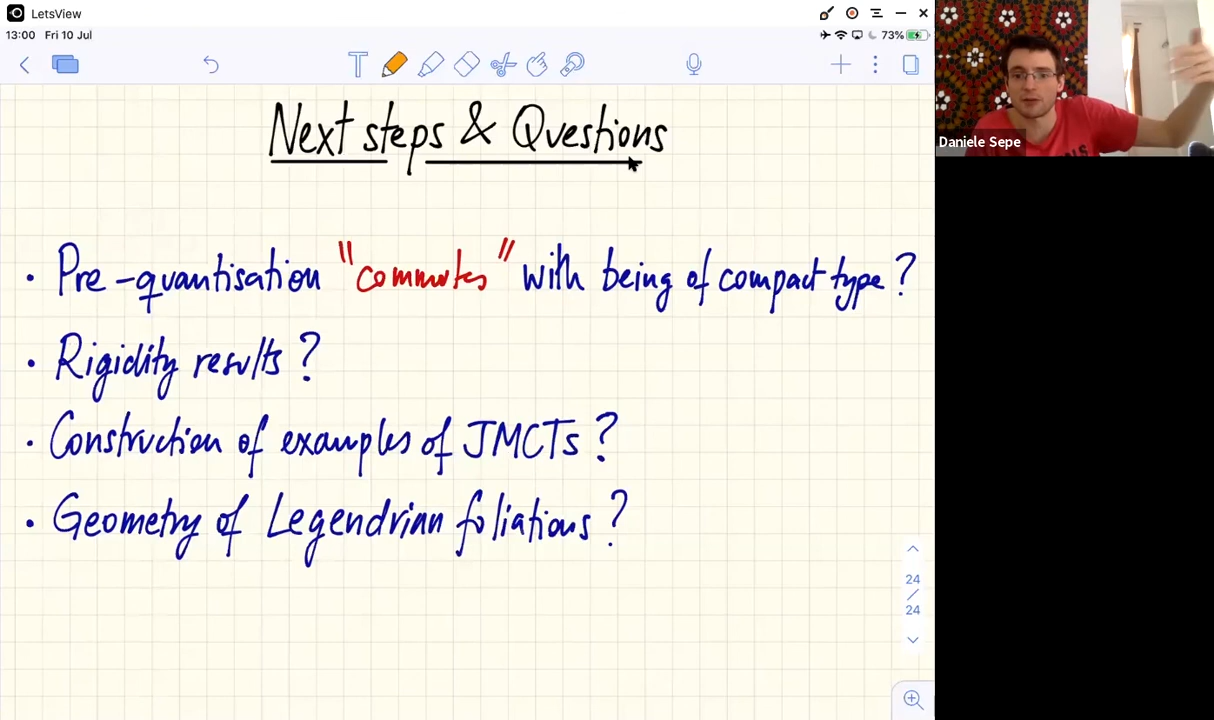 LetsView
13:00 Fri 10 Jul
73%
T
Next steps & Questions
Daniele Sepe
• Pre-quantisation "commutes" with being of compact type?
• Rigidity results?
• Construction of examples of JMCTs?
• Geometry of Legendrian foliations?
24
/
24